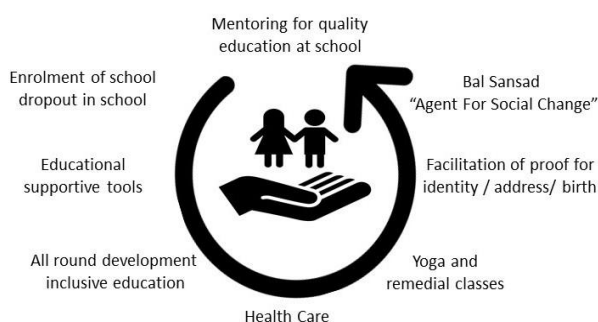 Mentoring for quality
education at school
Enrolment of school
dropout in school
Bal Sansad
“Agent For Social Change”
Educational
supportive tools
Facilitation of proof for
identity / address/ birth
All round development
inclusive education
Yoga and
remedial classes
Health Care